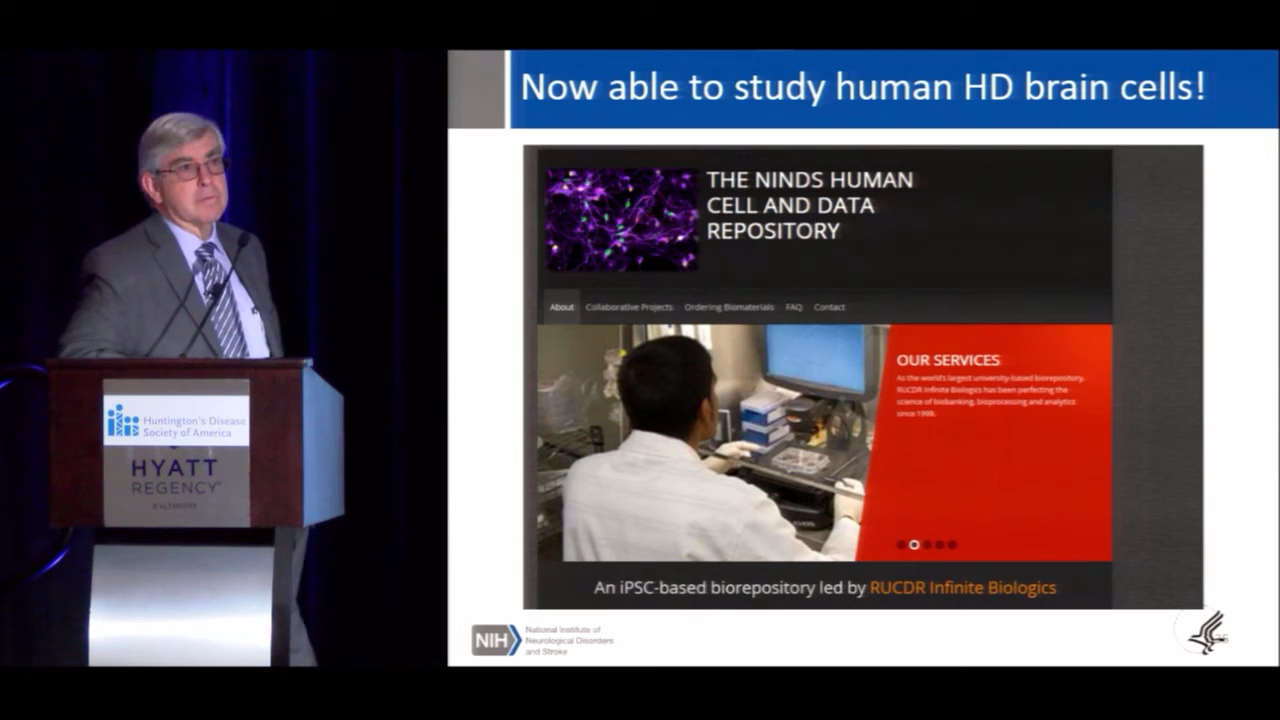 Now able to study human HD brain cells!
THE NINDS HUMAN
CELL AND DATA
REPOSITORY
About Collaborative Projects Ordering Biomaterials FAQ Contact
OUR SERVICES
As the world's largest university-based biorepository,
RUCDR Infinite Biologics has been perfecting the
science of biobanking, bioprocessing and analytics
since 1998.
An iPSC-based biorepository led by RUCDR Infinite Biologics
NIH
National Institute of
Neurological Disorders
and Stroke
Huntington's Disease
Society of America
HYATT
REGENCY
BALTIMORE